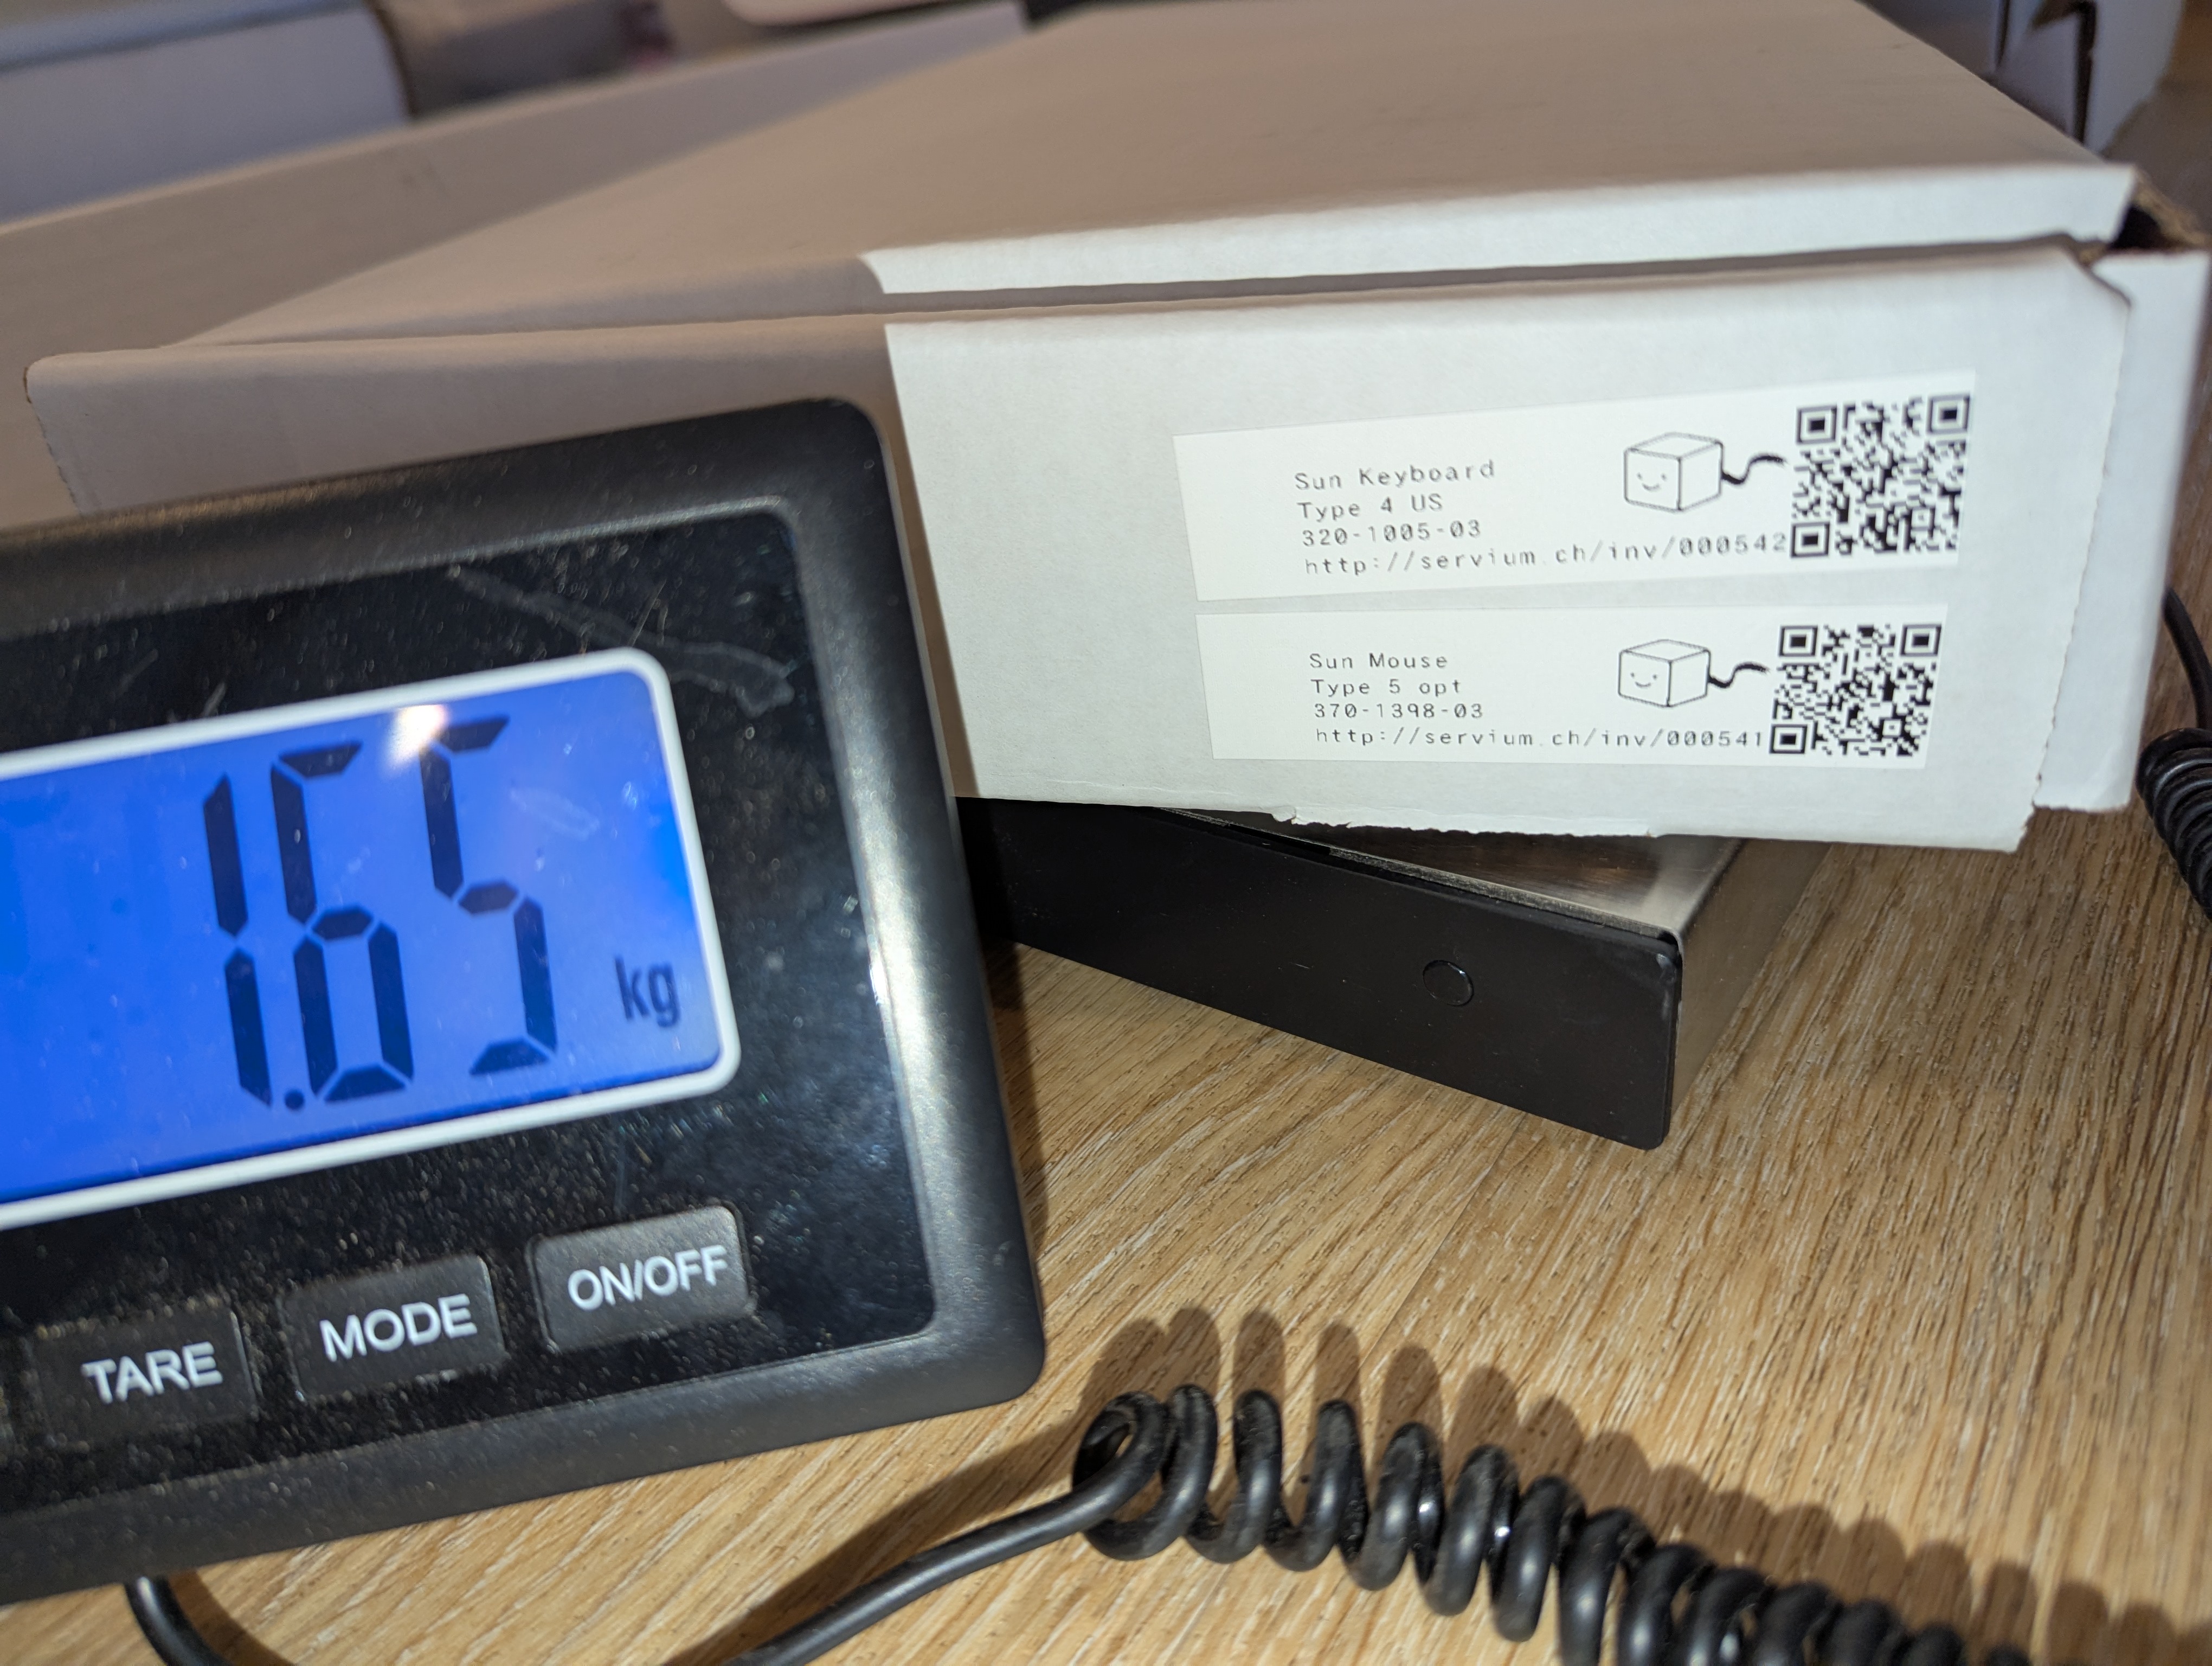 Sun Keyboard
Type 4 US
320-1005-03
http://servium.ch/inv/000542
Sun Mouse
Type 5 opt
370-1398-03
http://servium.ch/inv/000541
1.65 kg
TARE
MODE
ON/OFF